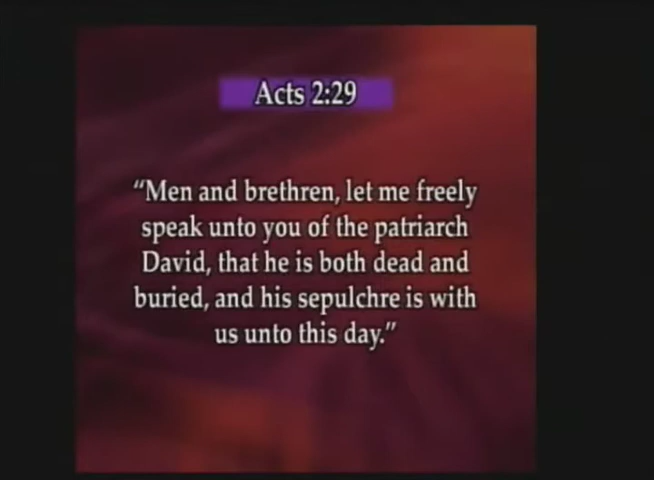 Acts 2:29
“Men and brethren, let me freely
speak unto you of the patriarch
David, that he is both dead and
buried, and his sepulchre is with
us unto this day.”